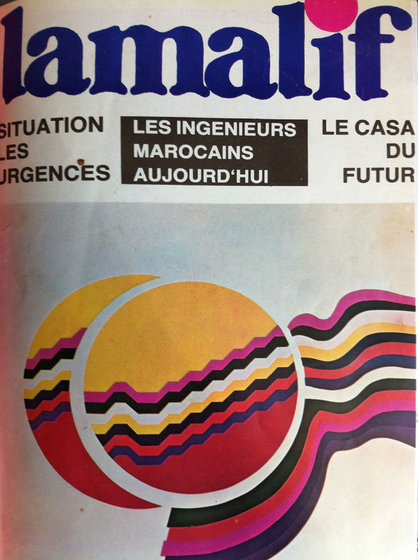 lamalif
SITUATION
LES
URGENCES
LES INGENIEURS
MAROCAINS
AUJOURD'HUI
LE CASA
DU
FUTUR